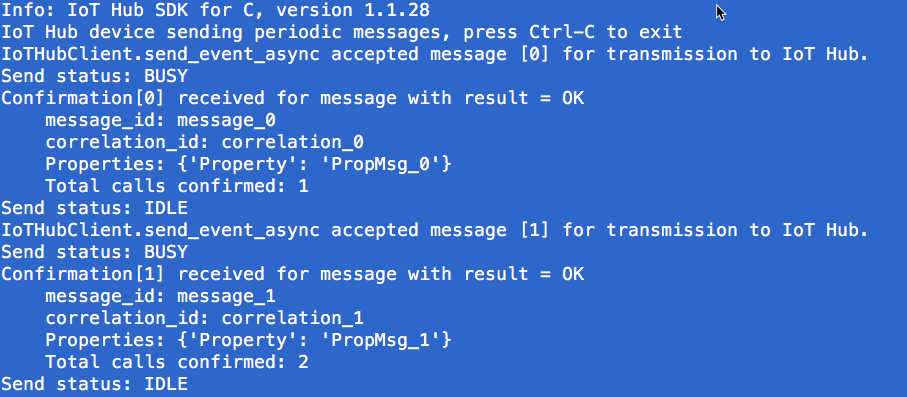 Info: IoT Hub SDK for C, version 1.1.28
IoT Hub device sending periodic messages, press Ctrl-C to exit
IoTHubClient.send_event_async accepted message [0] for transmission to IoT Hub.
Send status: BUSY
Confirmation[0] received for message with result = OK
    message_id: message_0
    correlation_id: correlation_0
    Properties: {'Property': 'PropMsg_0'}
    Total calls confirmed: 1
Send status: IDLE
IoTHubClient.send_event_async accepted message [1] for transmission to IoT Hub.
Send status: BUSY
Confirmation[1] received for message with result = OK
    message_id: message_1
    correlation_id: correlation_1
    Properties: {'Property': 'PropMsg_1'}
    Total calls confirmed: 2
Send status: IDLE